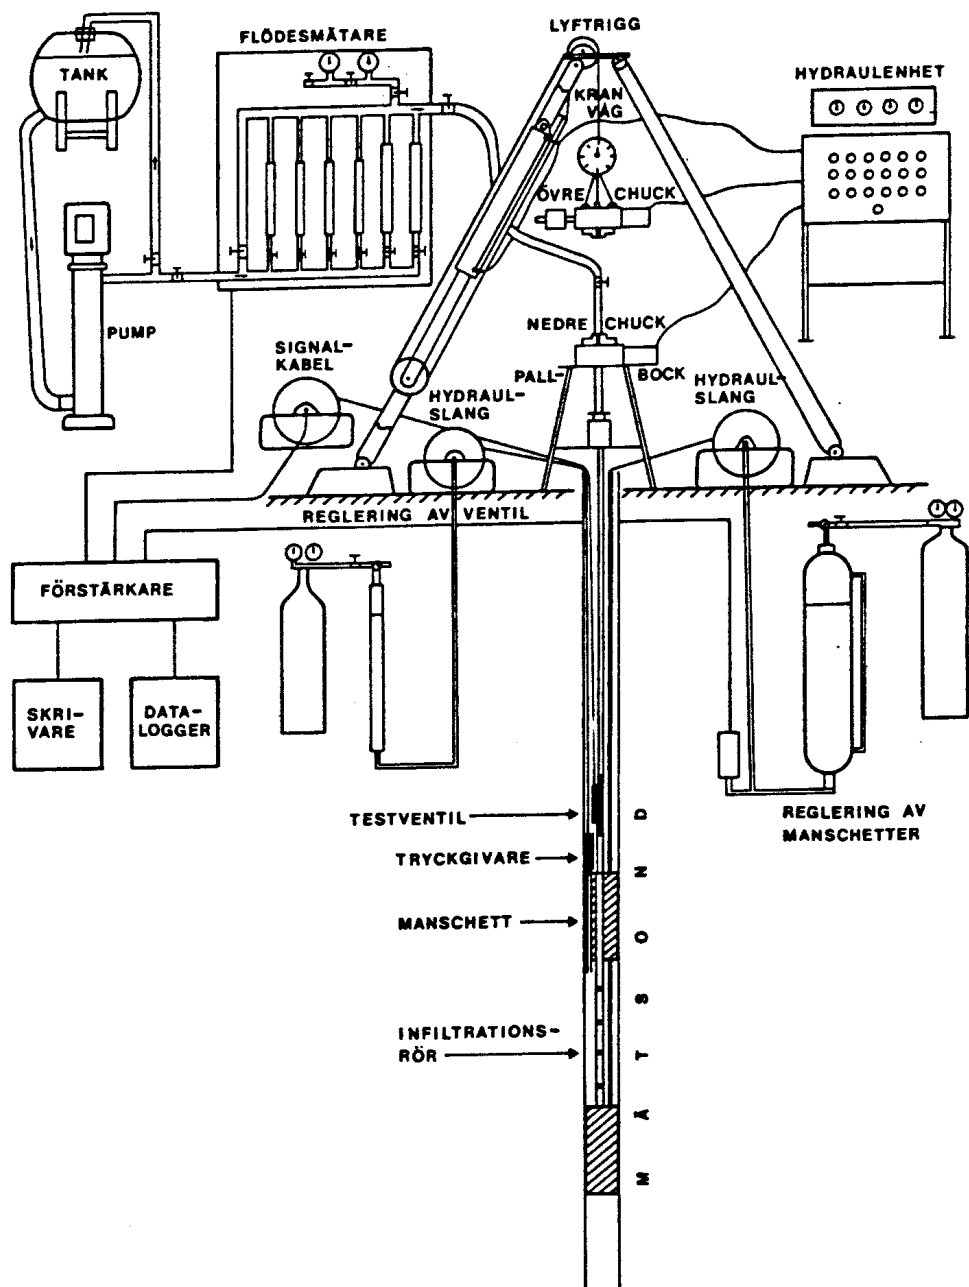 LYFTRIGG
FLÖDESMÄTARE
TANK
HYDRAULENHET
KRAN
VÅG
ÖVRE CHUCK
PUMP
NEDRE CHUCK
SIGNAL-
KABEL
PALL- BOCK
HYDRAUL-
SLANG
HYDRAUL-
SLANG
REGLERING AV VENTIL
FÖRSTÄRKARE
SKRI-
VARE
DATA-
LOGGER
TESTVENTIL
TRYCKGIVARE
MANSCHETT
INFILTRATIONS-
RÖR
REGLERING AV
MANSCHETTER
MÄTSOND